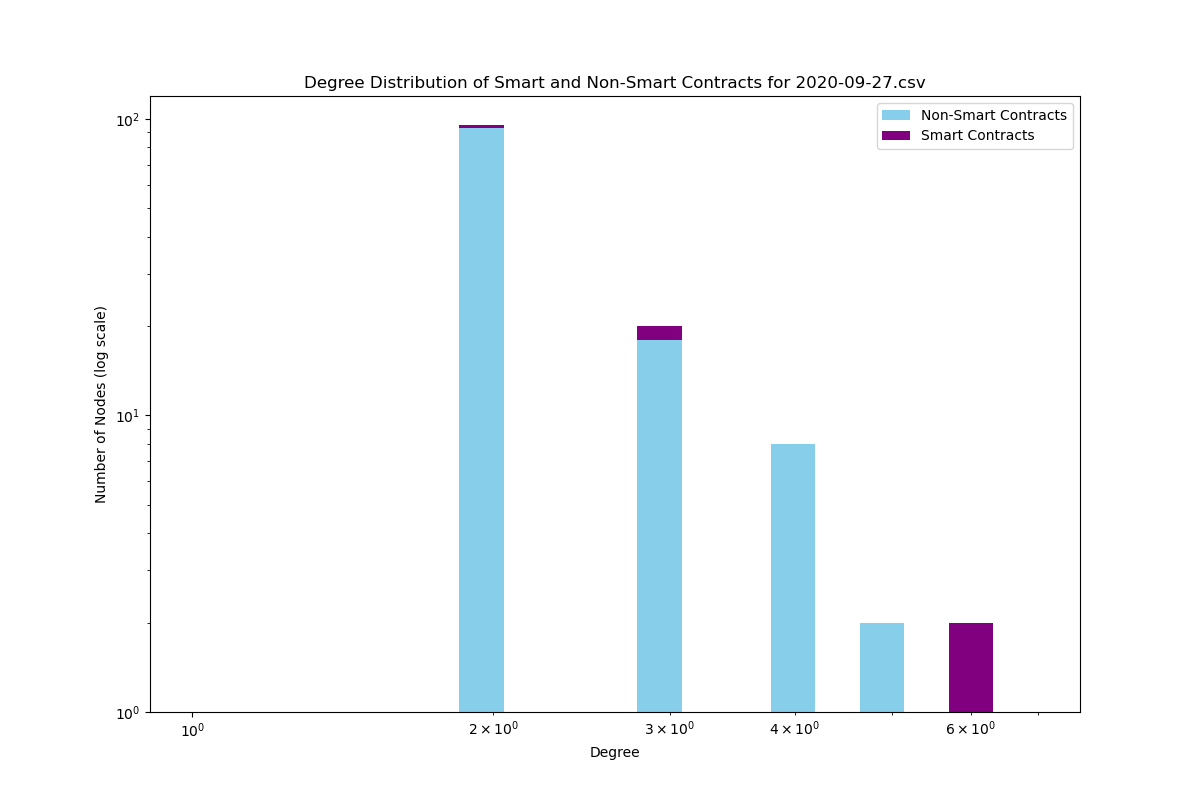 Degree Distribution of Smart and Non-Smart Contracts for 2020-09-27.csv
Non-Smart Contracts
Smart Contracts
Number of Nodes (log scale)
10²
10¹
10⁰
10⁰
2 × 10⁰
3 × 10⁰
4 × 10⁰
6 × 10⁰
Degree